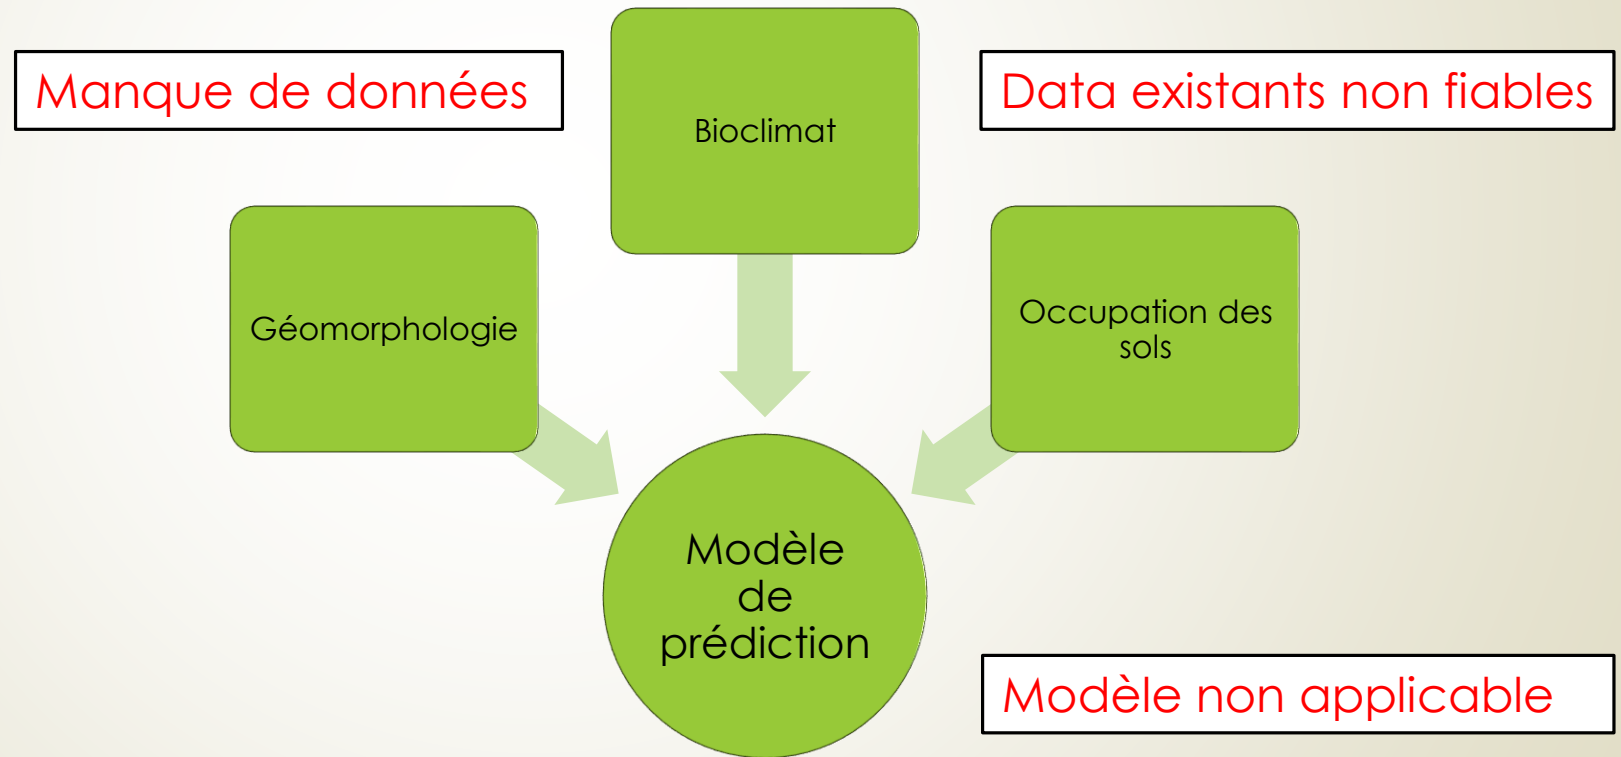 Manque de données
Bioclimat
Data existants non fiables
Géomorphologie
Occupation des
sols
Modèle
de
prédiction
Modèle non applicable